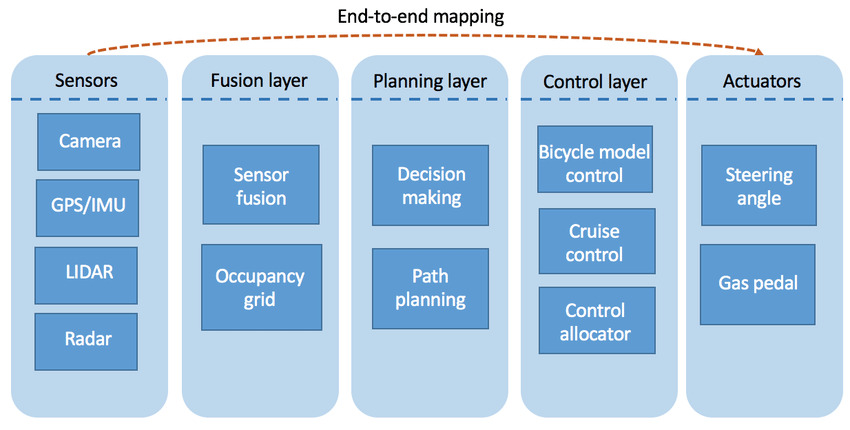 End-to-end mapping
Sensors
Camera
GPS/IMU
LIDAR
Radar
Fusion layer
Sensor
fusion
Occupancy
grid
Planning layer
Decision
making
Path
planning
Control layer
Bicycle model
control
Cruise
control
Control
allocator
Actuators
Steering
angle
Gas pedal